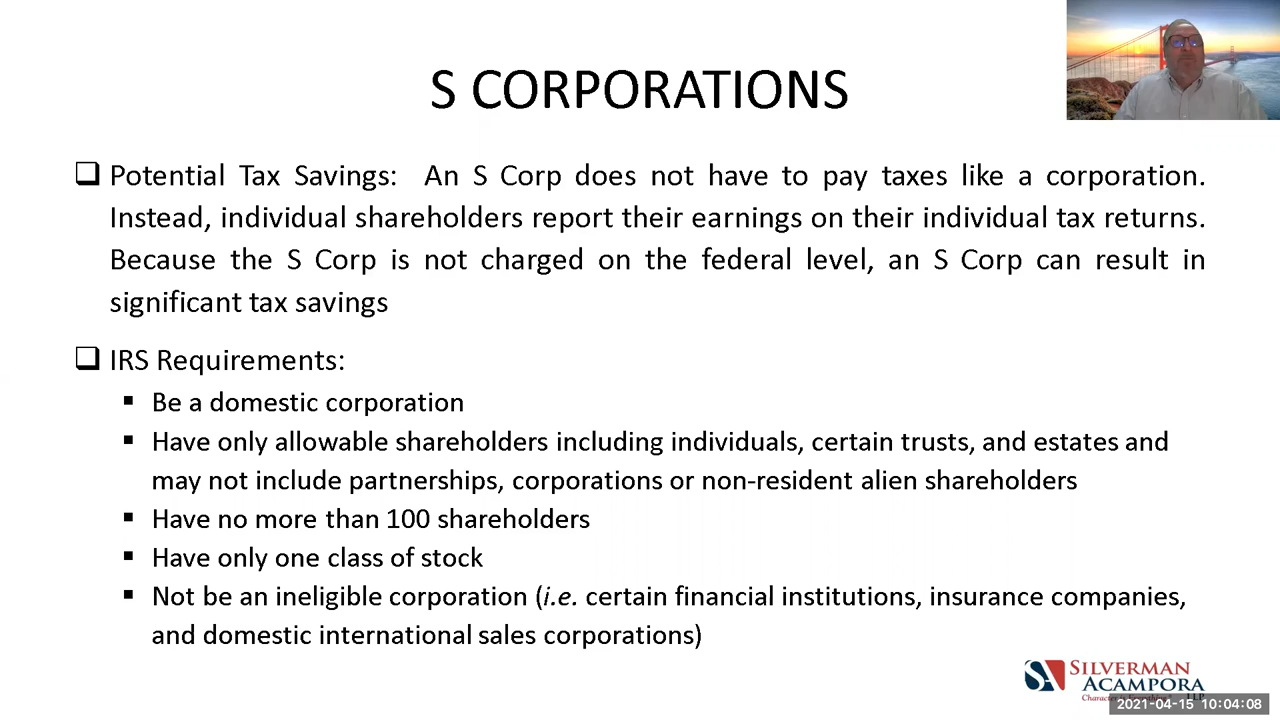 S CORPORATIONS
Potential Tax Savings: An S Corp does not have to pay taxes like a corporation.
Instead, individual shareholders report their earnings on their individual tax returns.
Because the S Corp is not charged on the federal level, an S Corp can result in
significant tax savings
IRS Requirements:
Be a domestic corporation
Have only allowable shareholders including individuals, certain trusts, and estates and
may not include partnerships, corporations or non-resident alien shareholders
Have no more than 100 shareholders
Have only one class of stock
Not be an ineligible corporation (i.e. certain financial institutions, insurance companies,
and domestic international sales corporations)
SILVERMAN
ACAMPORA
LLP
2021-04-15 10:04:08